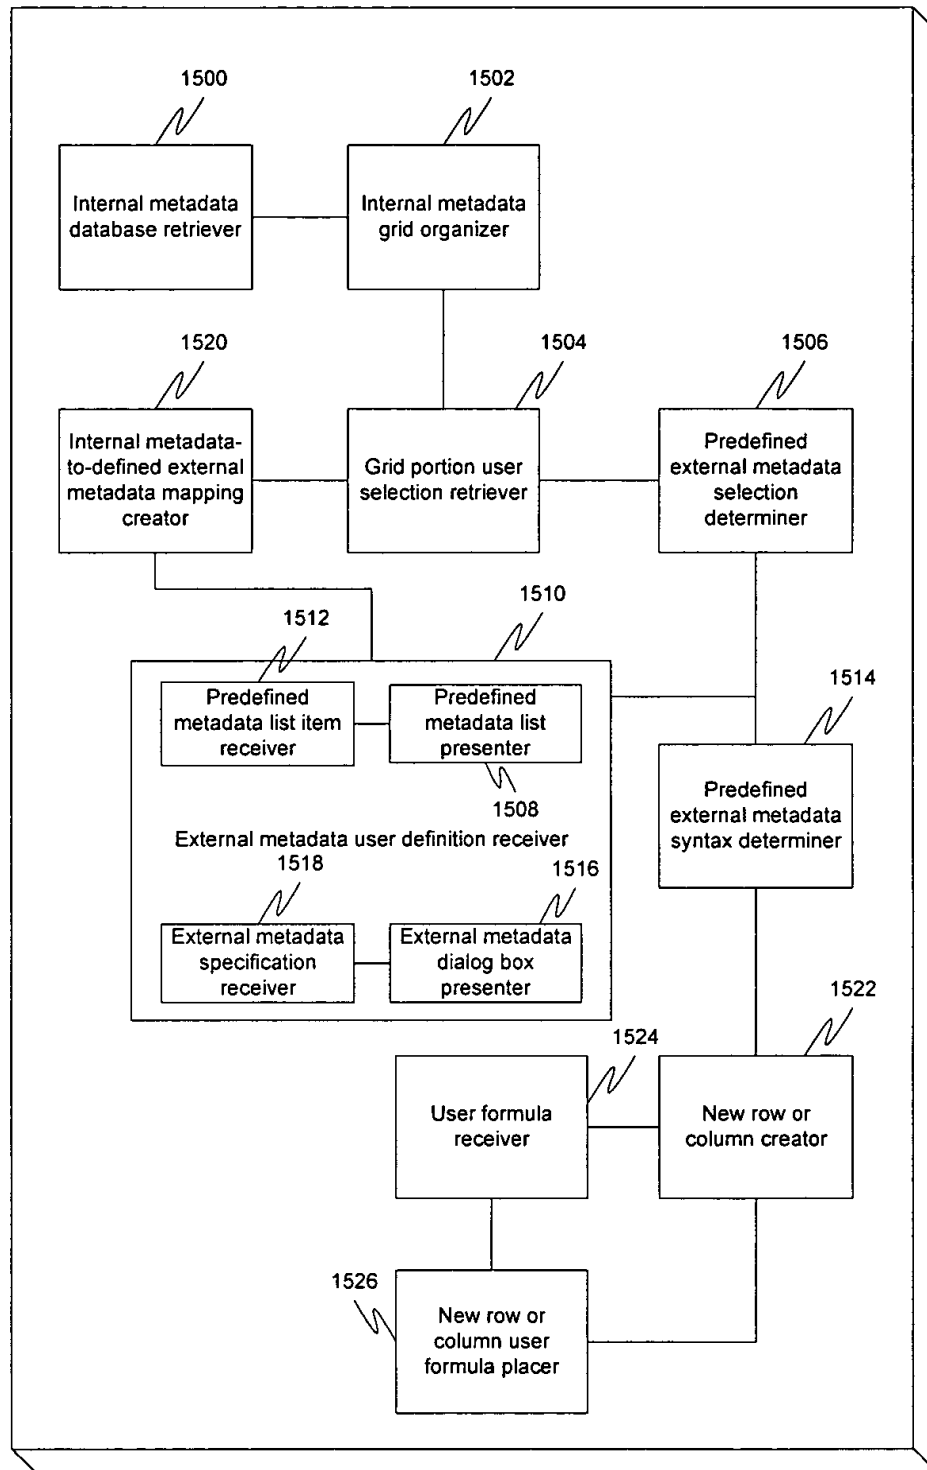 1500
1502
Internal metadata
database retriever
Internal metadata
grid organizer
1520
1504
1506
Internal metadata-
to-defined external
metadata mapping
creator
Grid portion user
selection retriever
Predefined
external metadata
selection
determiner
1512
1510
Predefined
metadata list item
receiver
Predefined
metadata list
presenter
1508
1514
Predefined
external metadata
syntax determiner
External metadata user definition receiver
1518
1516
External metadata
specification
receiver
External metadata
dialog box
presenter
1524
1522
User formula
receiver
New row or
column creator
1526
New row or
column user
formula placer